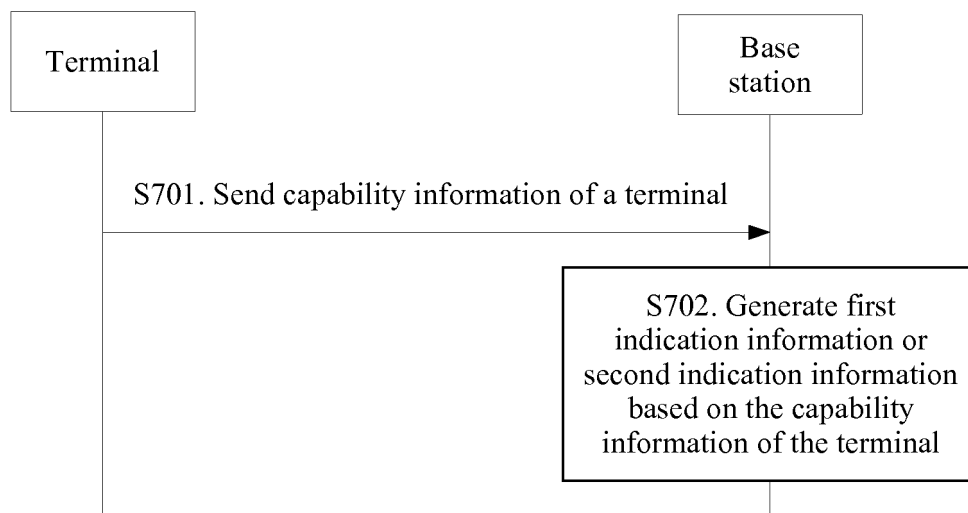 Terminal
Base
station
S701. Send capability information of a terminal
S702. Generate first
indication information or
second indication information
based on the capability
information of the terminal